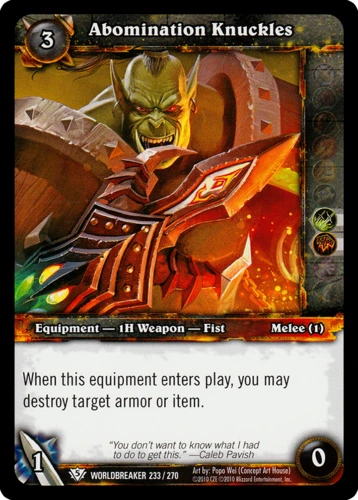 3
Abomination Knuckles
Equipment — 1H Weapon — Fist Melee (1)
When this equipment enters play, you may
destroy target armor or item.
"You don't want to know what I had
to do to get this." —Caleb Pavish
1
5
WORLDBREAKER 233/270
Art by: Popo Wei (Concept Art House)
©2010 CZE ©2010 Blizzard Entertainment, Inc.
0